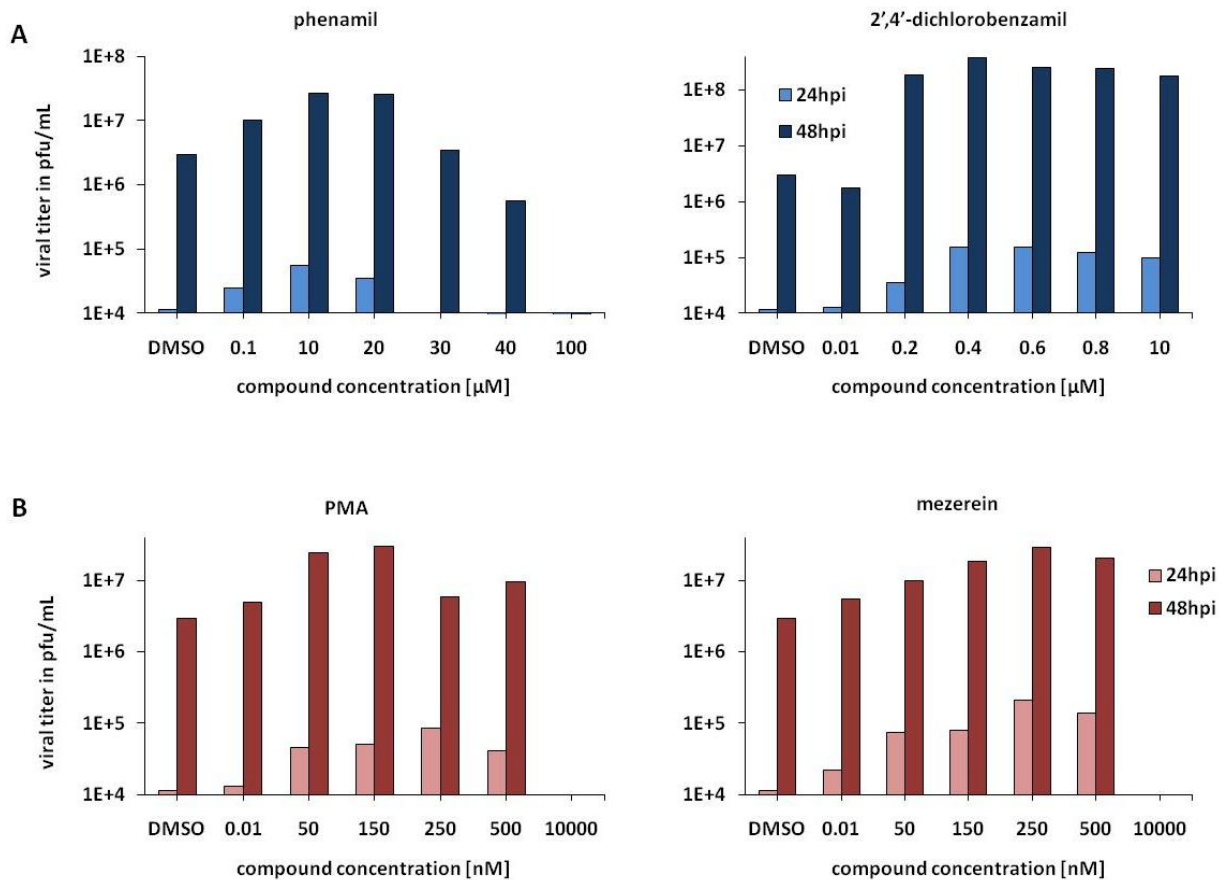 A
phenamil
viral titer in pfu/mL
1E+8
1E+7
1E+6
1E+5
1E+4
DMSO 0.1 10 20 30 40 100
compound concentration [µM]
2’,4’-dichlorobenzamil
1E+8
1E+7
1E+6
1E+5
1E+4
24hpi
48hpi
DMSO 0.01 0.2 0.4 0.6 0.8 10
compound concentration [µM]
B
PMA
viral titer in pfu/mL
1E+7
1E+6
1E+5
1E+4
DMSO 0.01 50 150 250 500 10000
compound concentration [nM]
mezerein
1E+7
1E+6
1E+5
1E+4
24hpi
48hpi
DMSO 0.01 50 150 250 500 10000
compound concentration [nM]